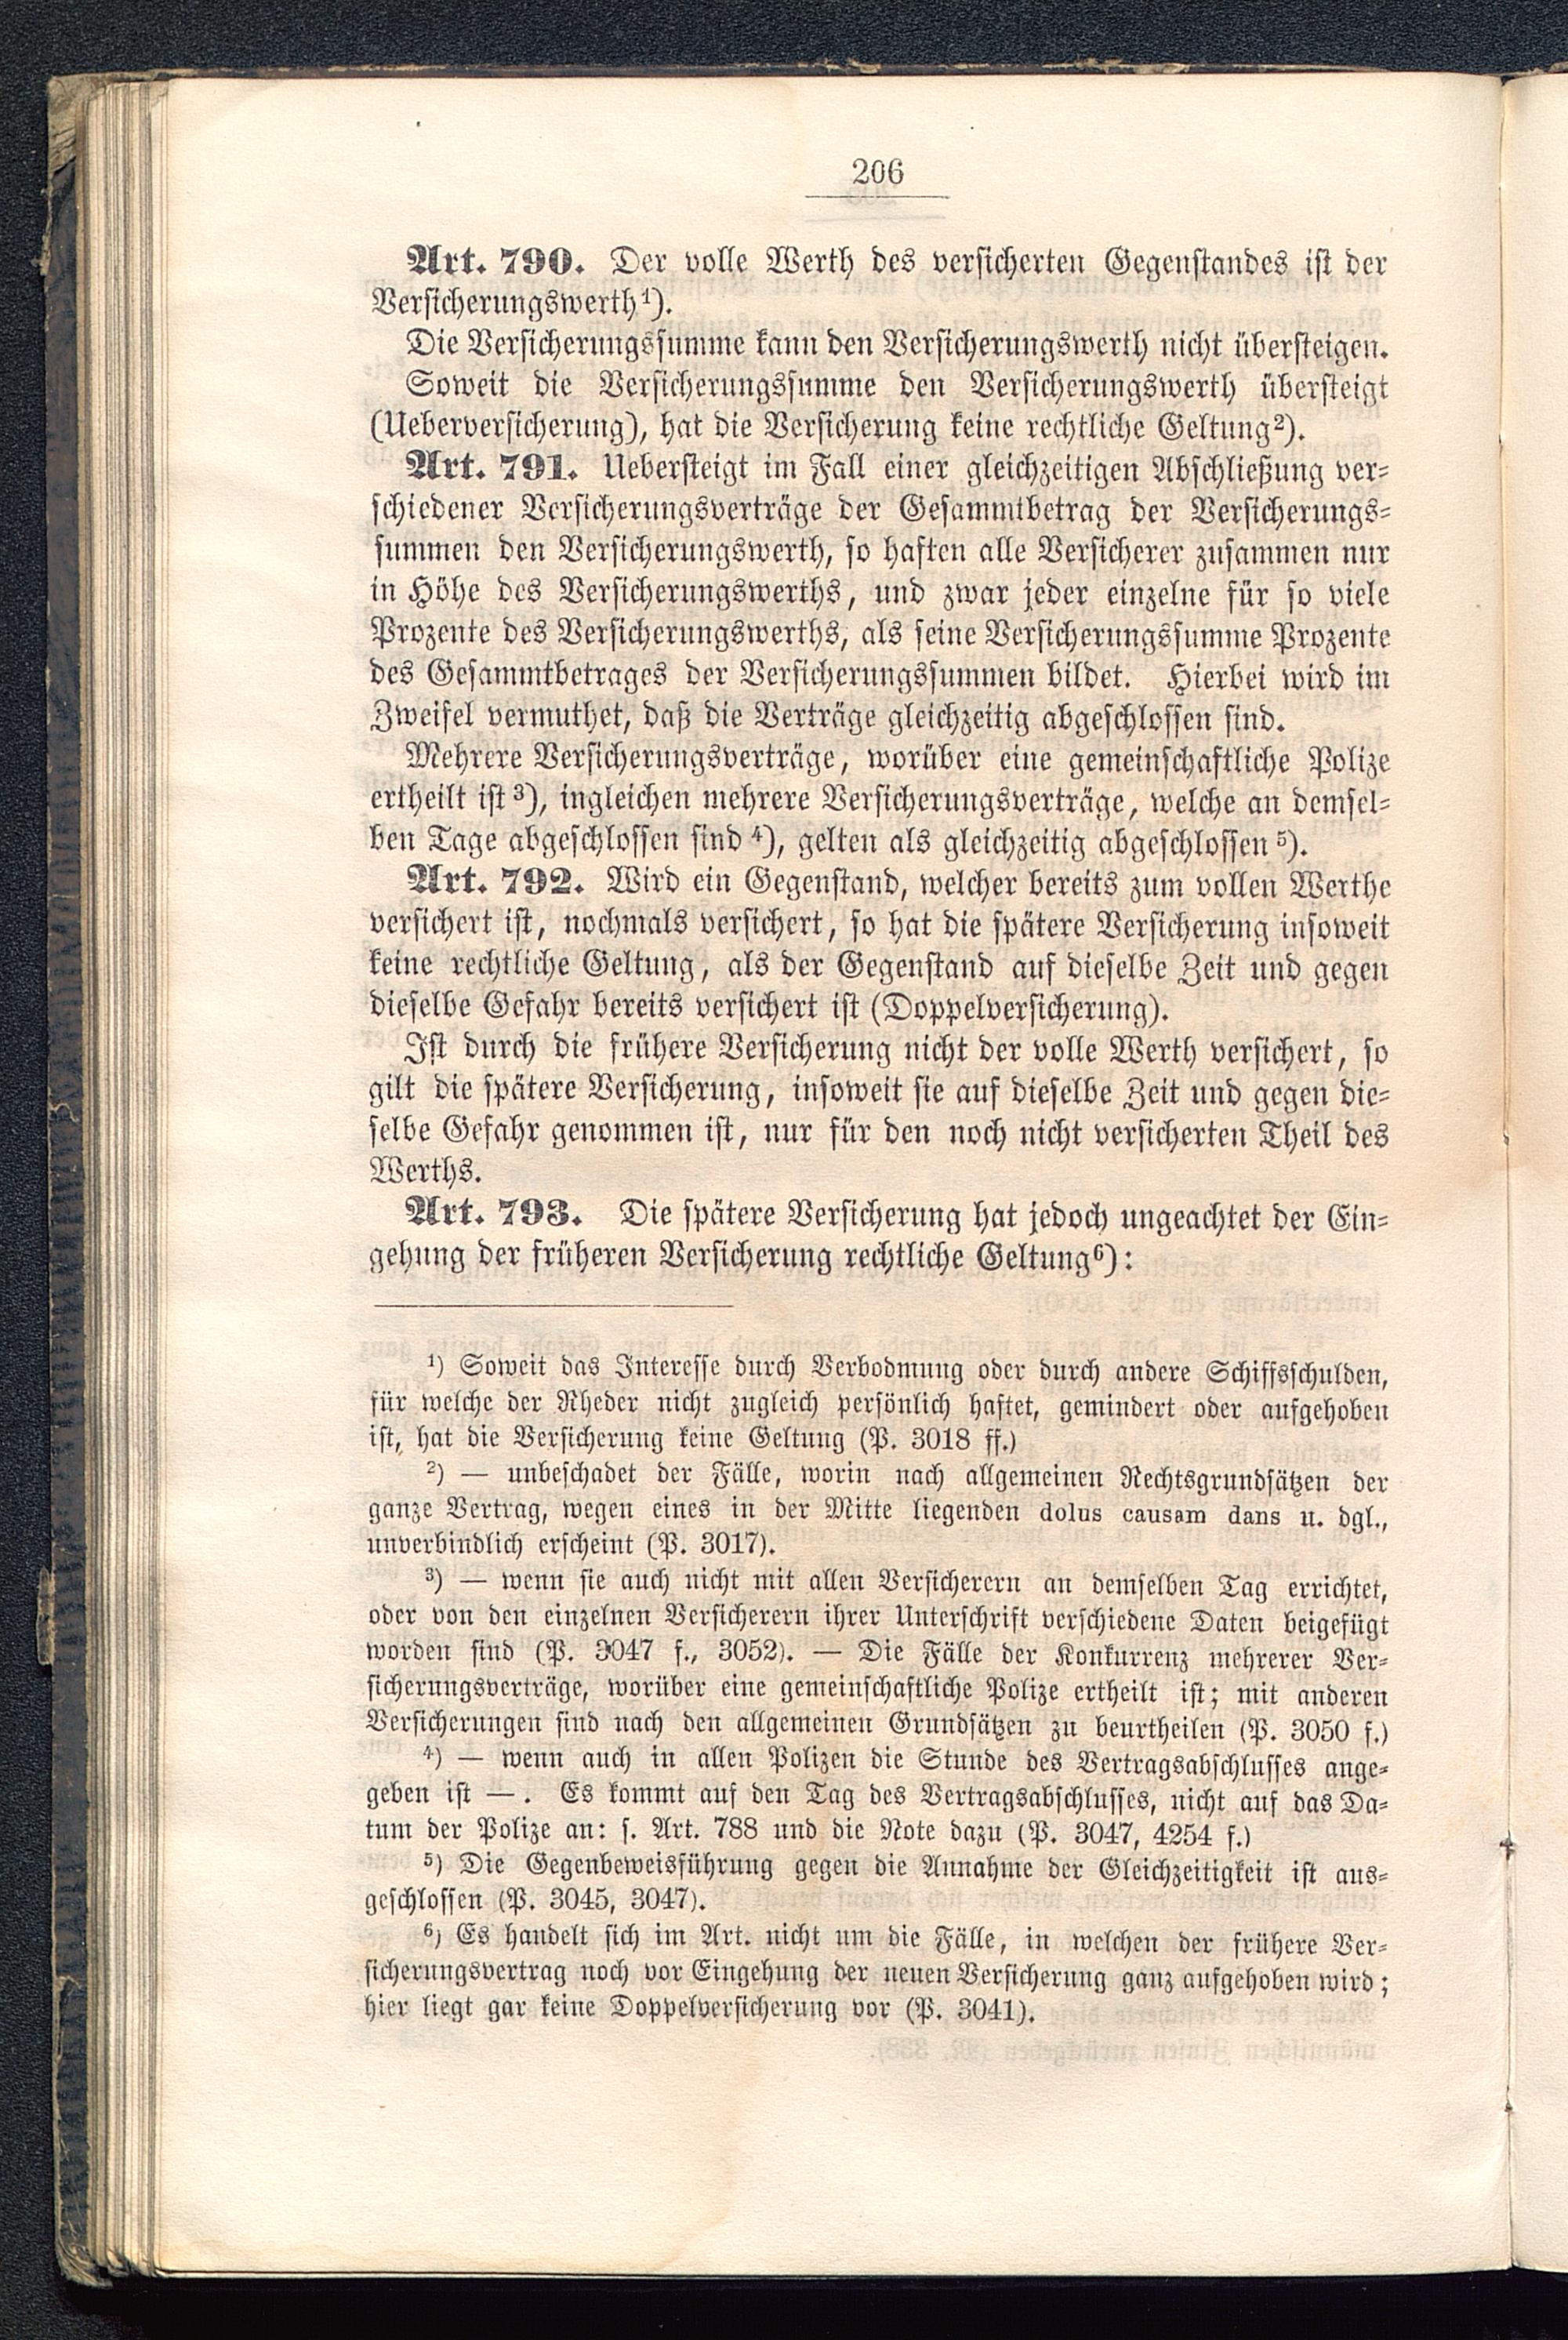 206
Art. 790. Der volle Werth des versicherten Gegenstandes ist der
Versicherungswerth¹).
Die Versicherungssumme kann den Versicherungswerth nicht übersteigen.
Soweit die Versicherungssumme den Versicherungswerth übersteigt
(Ueberversicherung), hat die Versicherung keine rechtliche Geltung²).
Art. 791. Uebersteigt im Fall einer gleichzeitigen Abschließung ver-
schiedener Versicherungsverträge der Gesammtbetrag der Versicherungs-
summen den Versicherungswerth, so haften alle Versicherer zusammen nur
in Höhe des Versicherungswerths, und zwar jeder einzelne für so viele
Prozente des Versicherungswerths, als seine Versicherungssumme Prozente
des Gesammtbetrages der Versicherungssummen bildet. Hierbei wird im
Zweifel vermuthet, daß die Verträge gleichzeitig abgeschlossen sind.
Mehrere Versicherungsverträge, worüber eine gemeinschaftliche Polize
ertheilt ist³), ingleichen mehrere Versicherungsverträge, welche an demsel-
ben Tage abgeschlossen sind⁴), gelten als gleichzeitig abgeschlossen⁵).
Art. 792. Wird ein Gegenstand, welcher bereits zum vollen Werthe
versichert ist, nochmals versichert, so hat die spätere Versicherung insoweit
keine rechtliche Geltung, als der Gegenstand auf dieselbe Zeit und gegen
dieselbe Gefahr bereits versichert ist (Doppelversicherung).
Ist durch die frühere Versicherung nicht der volle Werth versichert, so
gilt die spätere Versicherung, insoweit sie auf dieselbe Zeit und gegen die-
selbe Gefahr genommen ist, nur für den noch nicht versicherten Theil des
Werths.
Art. 793. Die spätere Versicherung hat jedoch ungeachtet der Ein-
gehung der früheren Versicherung rechtliche Geltung⁶):
¹) Soweit das Interesse durch Verbodmung oder durch andere Schiffsschulden,
für welche der Rheder nicht zugleich persönlich haftet, gemindert oder aufgehoben
ist, hat die Versicherung keine Geltung (P. 3018 ff.)
²) — unbeschadet der Fälle, worin nach allgemeinen Rechtsgrundsätzen der
ganze Vertrag, wegen eines in der Mitte liegenden dolus causam dans u. dgl.,
unverbindlich erscheint (P. 3017).
³) — wenn sie auch nicht mit allen Versicherern an demselben Tag errichtet,
oder von den einzelnen Versicherern ihrer Unterschrift verschiedene Daten beigefügt
worden sind (P. 3047 f., 3052). — Die Fälle der Konkurrenz mehrerer Ver-
sicherungsverträge, worüber eine gemeinschaftliche Polize ertheilt ist; mit anderen
Versicherungen sind nach den allgemeinen Grundsätzen zu beurtheilen (P. 3050 f.)
⁴) — wenn auch in allen Polizen die Stunde des Vertragsabschlusses ange-
geben ist —. Es kommt auf den Tag des Vertragsabschlusses, nicht auf das Da-
tum der Polize an: s. Art. 788 und die Note dazu (P. 3047, 4254 f.)
⁵) Die Gegenbeweisführung gegen die Annahme der Gleichzeitigkeit ist aus-
geschlossen (P. 3045, 3047).
⁶) Es handelt sich im Art. nicht um die Fälle, in welchen der frühere Ver-
sicherungsvertrag noch vor Eingehung der neuen Versicherung ganz aufgehoben wird;
hier liegt gar keine Doppelversicherung vor (P. 3041).